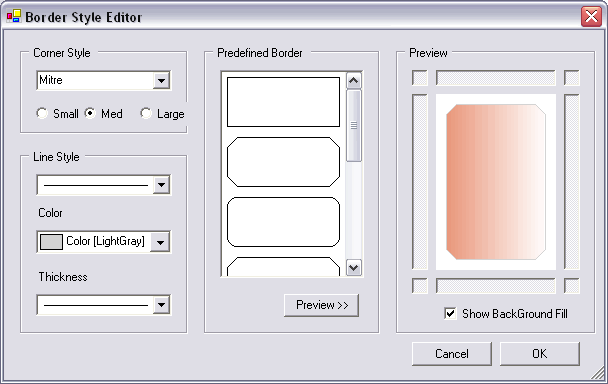 Border Style Editor
Corner Style
Mitre
Small Med Large
Line Style
Color
Color [LightGray]
Thickness
Predefined Border
Preview >>
Preview
Show BackGround Fill
Cancel OK